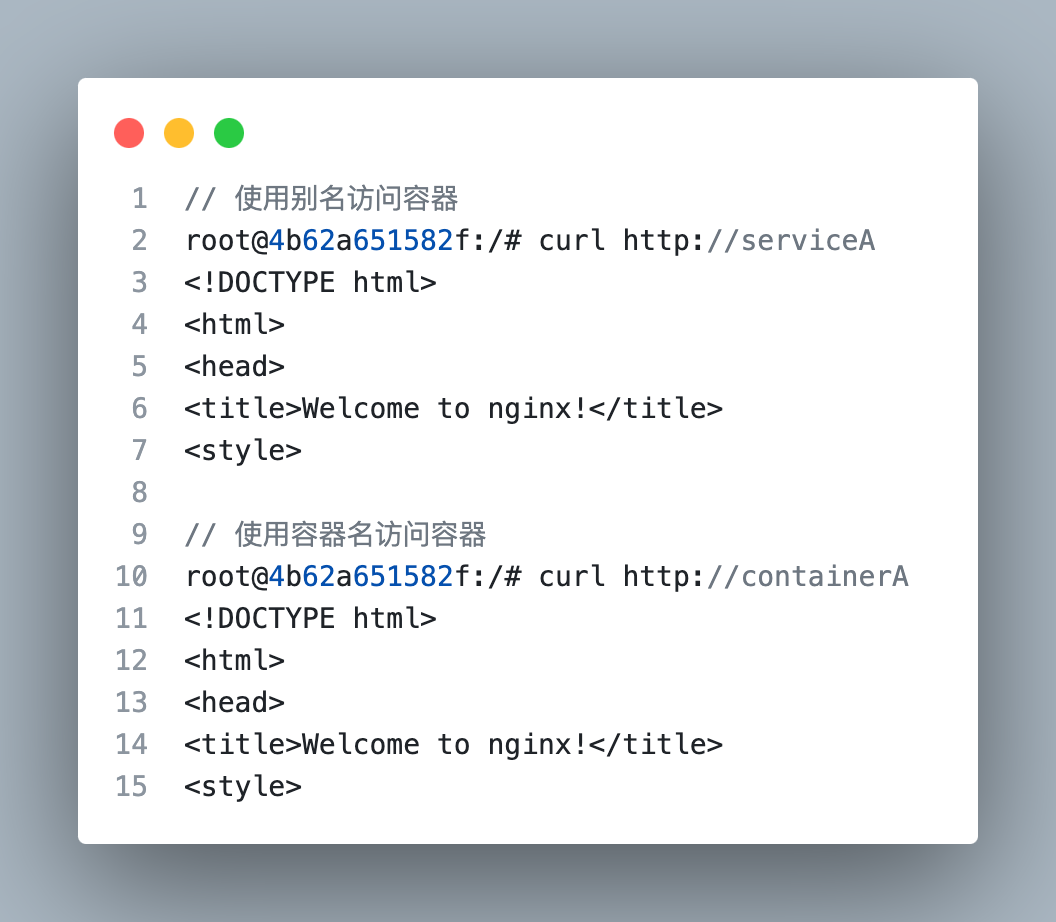 1 // 使用别名访问容器
2 root@4b62a651582f:/# curl http://serviceA
3 <!DOCTYPE html>
4 <html>
5 <head>
6 <title>Welcome to nginx!</title>
7 <style>
8
9 // 使用容器名访问容器
10 root@4b62a651582f:/# curl http://containerA
11 <!DOCTYPE html>
12 <html>
13 <head>
14 <title>Welcome to nginx!</title>
15 <style>